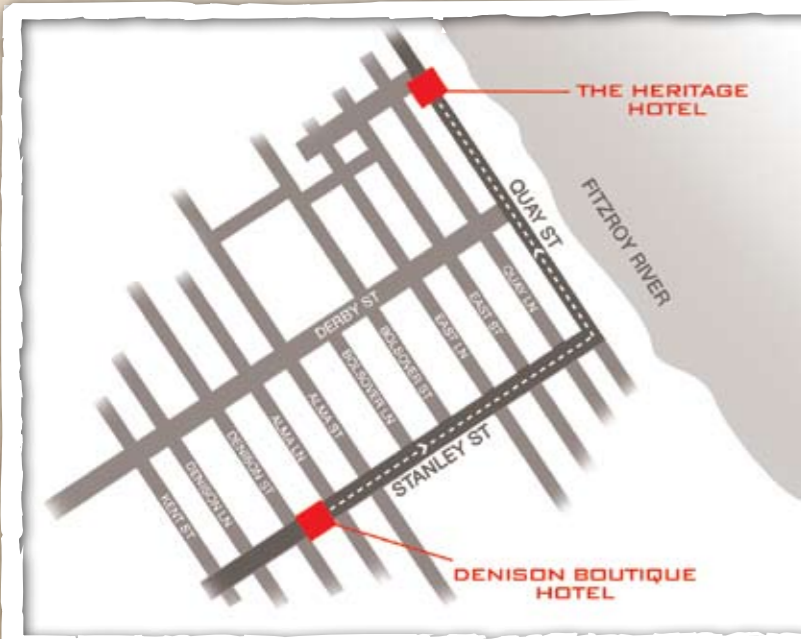 THE HERITAGE
HOTEL
QUAY ST
FITZROY RIVER
DERBY ST
QUAY LN
EAST ST
EAST LN
BOLSOVER ST
BOLSOVER LN
ALMA ST
ALMA LN
DENISON ST
DENISON LN
KENT ST
STANLEY ST
DENISON BOUTIQUE
HOTEL